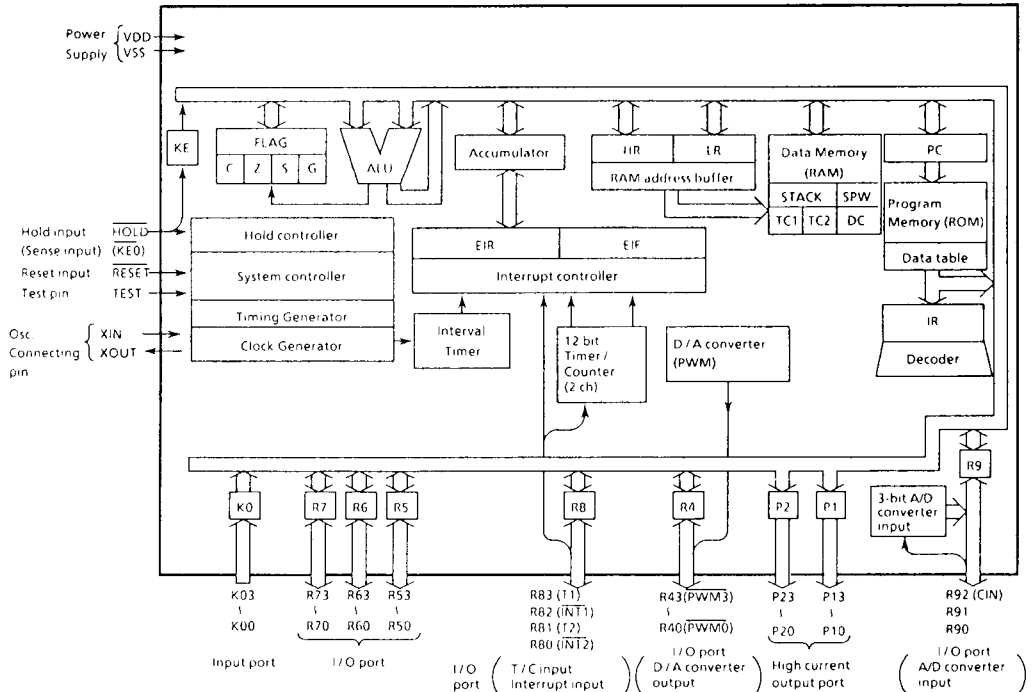 Power VDD
Supply VSS
KE
FLAG
C Z S G
ALU
Accumulator
HR LR
RAM address buffer
Data Memory
(RAM)
STACK SPW
TC1 TC2 DC
PC
Program
Memory (ROM)
Data table
IR
Decoder
Hold input HOLD
(Sense input) (KE0)
Reset input RESET
Test pin TEST
Osc. XIN
Connecting XOUT
pin
Hold controller
System controller
Timing Generator
Clock Generator
EIR EIF
Interrupt controller
Interval
Timer
12 bit
Timer /
Counter
(2 ch)
D / A converter
(PWM)
K0 R7 R6 R5 R8 R4 P2 P1
R9
3-bit A/D
converter
input
K03 R73 R63 R53 R83 (T1) R43 (PWM3) P23 P13 R92 (CIN)
~ ~ ~ ~ R82 (INT1) ~ ~ ~ R91
K00 R70 R60 R50 R81 (T2) R40 (PWM0) P20 P10 R90
R80 (INT2)
Input port
I/O port
I/O port ( T/C input Interrupt input )
I/O port ( D/A converter output )
High current
output port
I/O port ( A/D converter input )